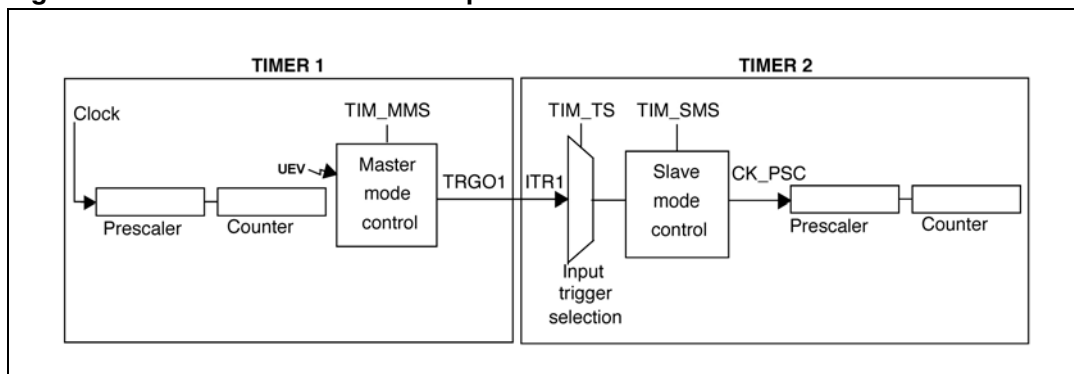 TIMER 1
TIMER 2
Clock
TIM_MMS
UEV
Master
mode
control
TRGO1
Prescaler
Counter
TIM_TS
TIM_SMS
ITR1
Slave
mode
control
CK_PSC
Prescaler
Counter
Input
trigger
selection